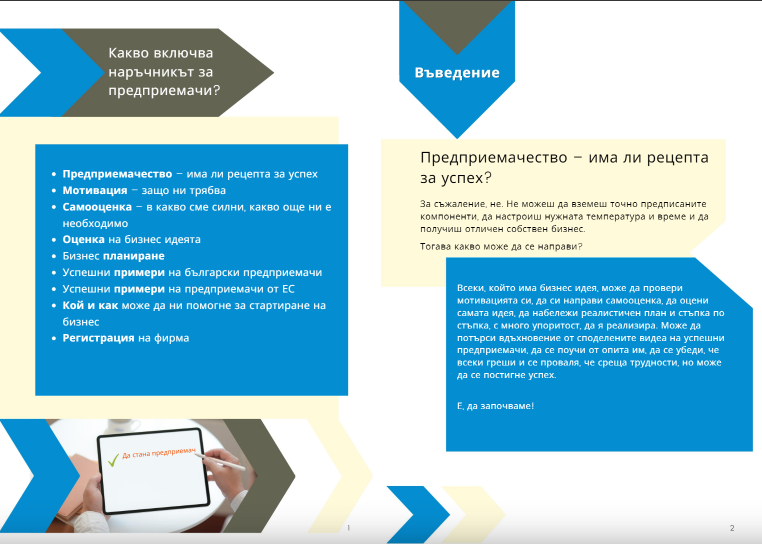 Какво включва
наръчникът за
предприемачи?
Предприемачество – има ли рецепта за успех
Мотивация – защо ни трябва
Самооценка – в какво сме силни, какво още ни е
необходимо
Оценка на бизнес идеята
Бизнес планиране
Успешни примери на български предприемачи
Успешни примери на предприемачи от ЕС
Кой и как може да ни помогне за стартиране на
бизнес
Регистрация на фирма
Да стана предприемач
1
Въведение
Предприемачество – има ли рецепта
за успех?
За съжаление, не. Не можеш да вземеш точно предписаните
компоненти, да настроиш нужната температура и време и да
получиш отличен собствен бизнес.
Тогава какво може да се направи?
Всеки, който има бизнес идея, може да провери
мотивацията си, да си направи самооценка, да оцени
самата идея, да набележи реалистичен план и стъпка по
стъпка, с много упоритост, да я реализира. Може да
потърси вдъхновение от споделените видеа на успешни
предприемачи, да се поучи от опита им, да се убеди, че
всеки греши и се проваля, че среща трудности, но може
да се постигне успех.
Е, да започваме!
2